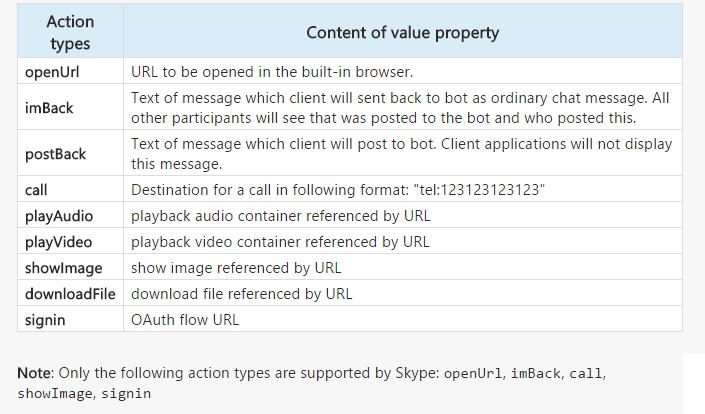 Action
types
Content of value property
openUrl
URL to be opened in the built-in browser.
imBack
Text of message which client will sent back to bot as ordinary chat message. All
other participants will see that was posted to the bot and who posted this.
postBack
Text of message which client will post to bot. Client applications will not display
this message.
call
Destination for a call in following format: "tel:123123123123"
playAudio
playback audio container referenced by URL
playVideo
playback video container referenced by URL
showImage
show image referenced by URL
downloadFile
download file referenced by URL
signin
OAuth flow URL
Note: Only the following action types are supported by Skype: openUrl, imBack, call,
showImage, signin